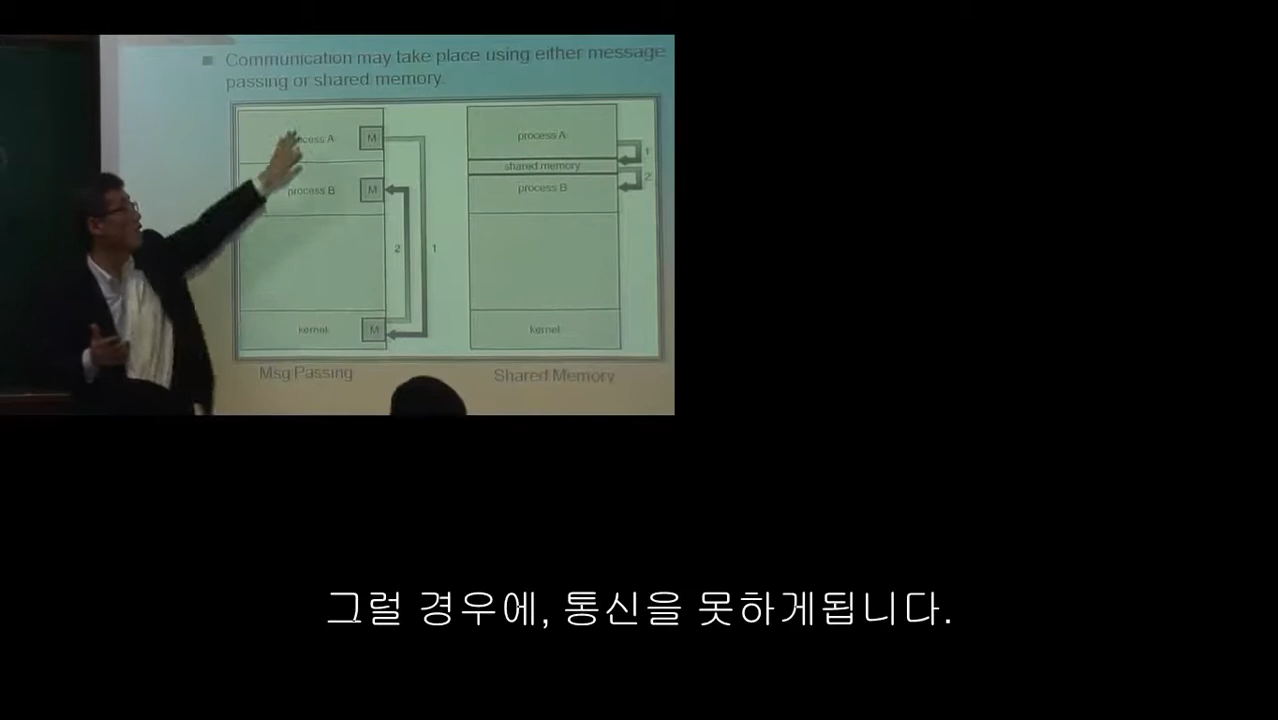 Communication may take place using either message
passing or shared memory.
process A
M
process B
M
2
1
kernel
M
Msg Passing
process A
1
shared memory
2
process B
kernel
Shared Memory
그럴 경우에, 통신을 못하게됩니다.